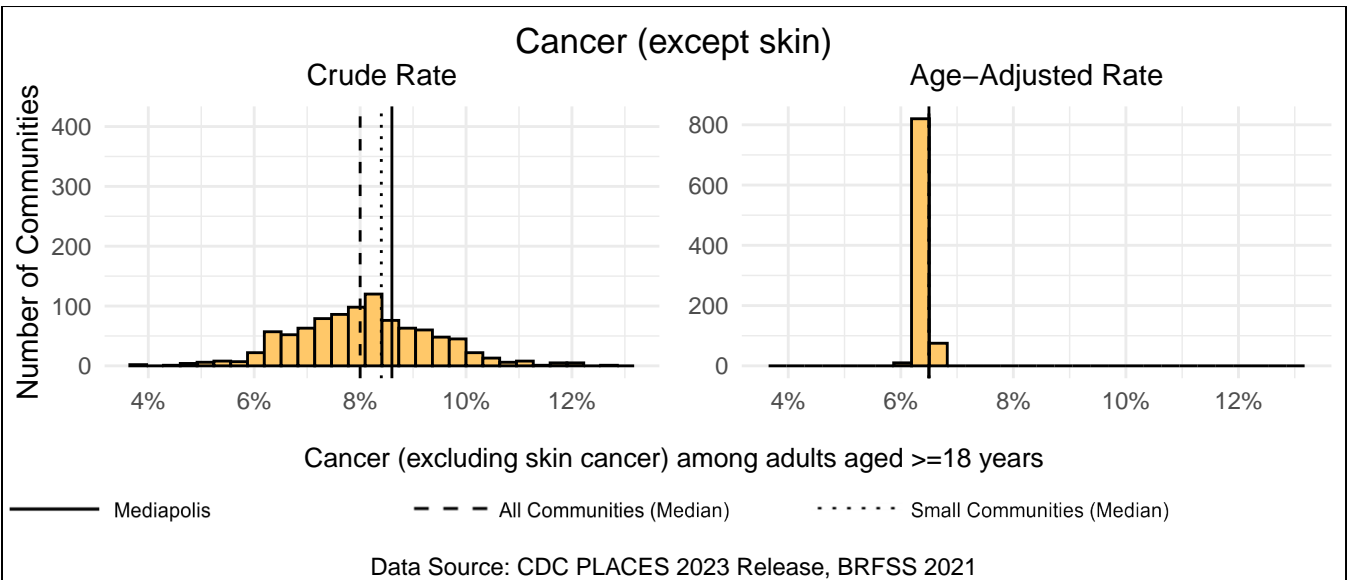 Cancer (except skin)
Crude Rate
Age−Adjusted Rate
Number of Communities
400
300
200
100
0
4%
6%
8%
10%
12%
800
600
400
200
0
4%
6%
8%
10%
12%
Cancer (excluding skin cancer) among adults aged >=18 years
Mediapolis
All Communities (Median)
Small Communities (Median)
Data Source: CDC PLACES 2023 Release, BRFSS 2021